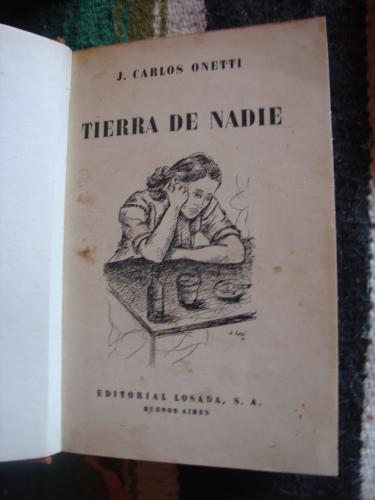 J. CARLOS ONETTI
TIERRA DE NADIE
EDITORIAL LOSADA, S. A.
BUENOS AIRES